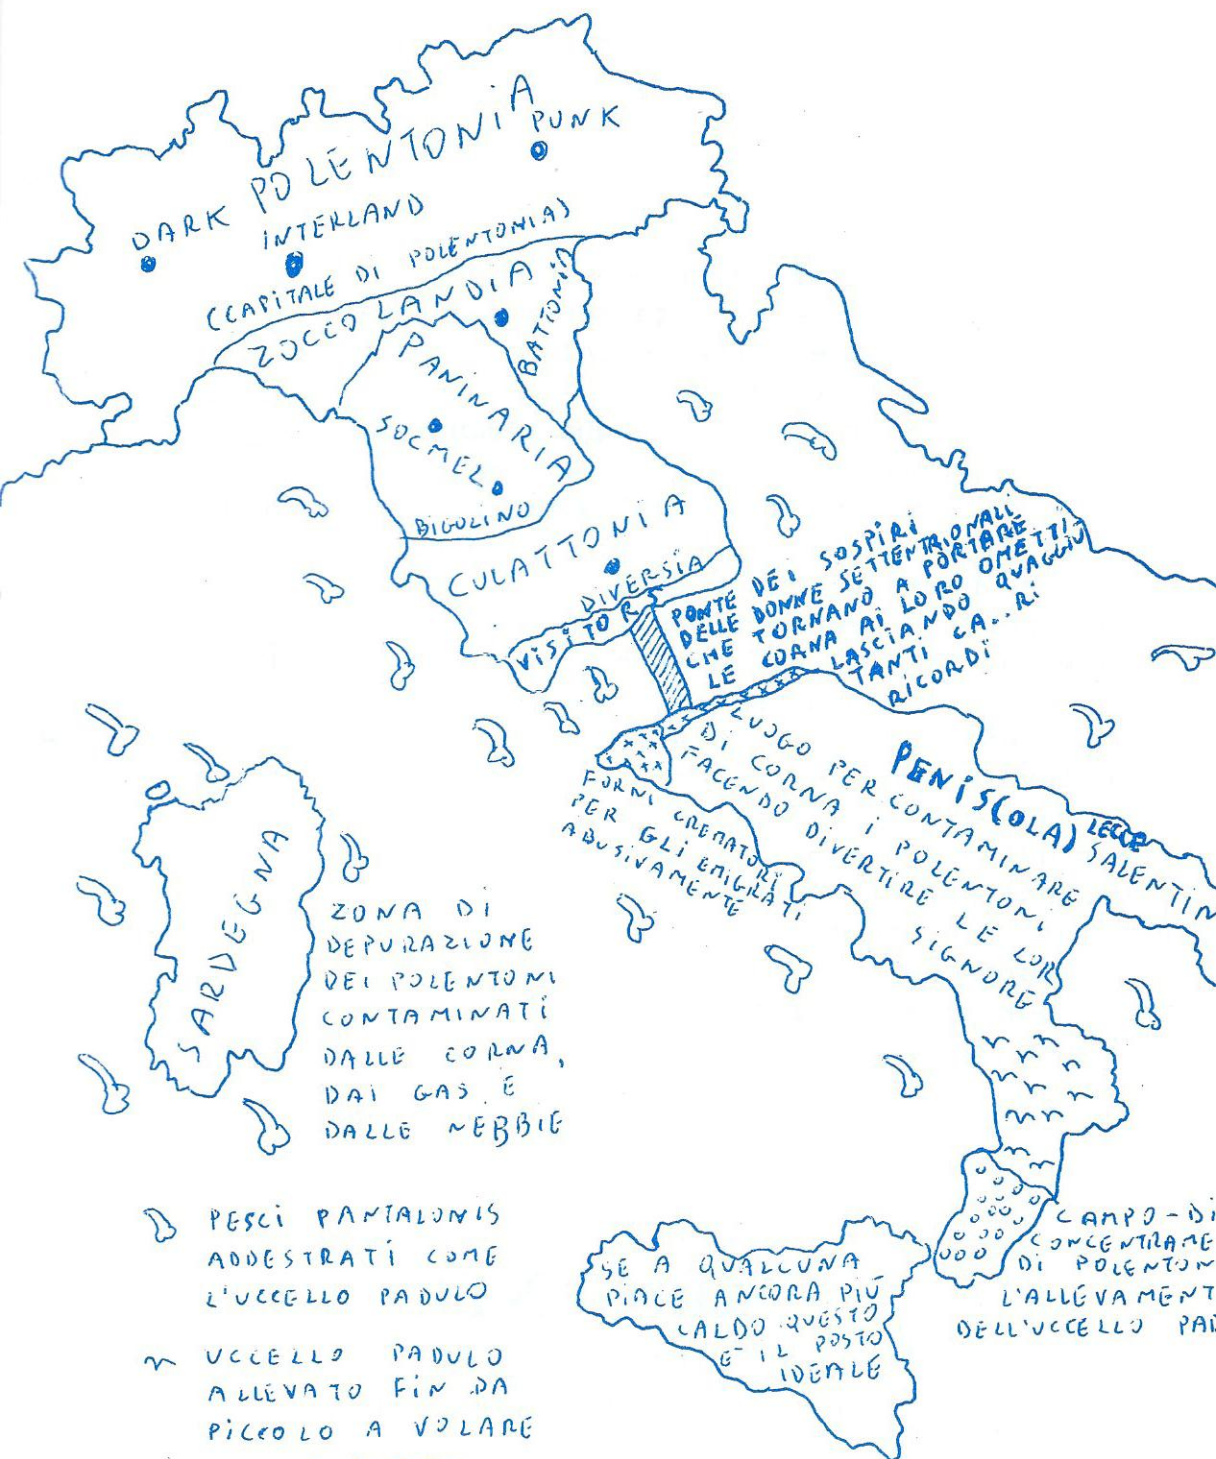 POLENTONIA
PUNK
DARK
INTERLAND
(CAPITALE DI POLENTONIA)
ZOCCOLANDIA
BATTONIA
PANINARIA
SOCMEL
BIGOLINO
CULATTONIA
DIVERSIA
VISITORS
PONTE DEI SOSPIRI
DELLE DONNE SETTENTRIONALI
CHE TORNANO A PORTARE
LE CORNA AI LORO OMETTI
LASCIANDO QUAGGIÙ
TANTI CA..RI
RICORDI
PENIS(OLA)
LECCE
SALENTIN
LUOGO PER CONTAMINARE
DI CORNA I POLENTONI
FACENDO DIVERTIRE LE LOR
SIGNORE
FORNI CREMATORI
PER GLI EMIGRATI
ABUSIVAMENTE
SARDEGNA
ZONA DI
DEPURAZIONE
DEI POLENTONI
CONTAMINATI
DALLE CORNA,
DAI GAS E
DALLE NEBBIE
PESCI PANTALONIS
ADDESTRATI COME
L'UCCELLO PADULO
UCCELLO PADULO
ALLEVATO FIN DA
PICCOLO A VOLARE
SE A QUALCUNA
PIACE ANCORA PIÙ
CALDO QUESTO
E' IL POSTO
IDEALE
CAMPO-DI
CONCENTRAME
DI POLENTON
L'ALLEVAMENT
DELL'UCCELLO PAD